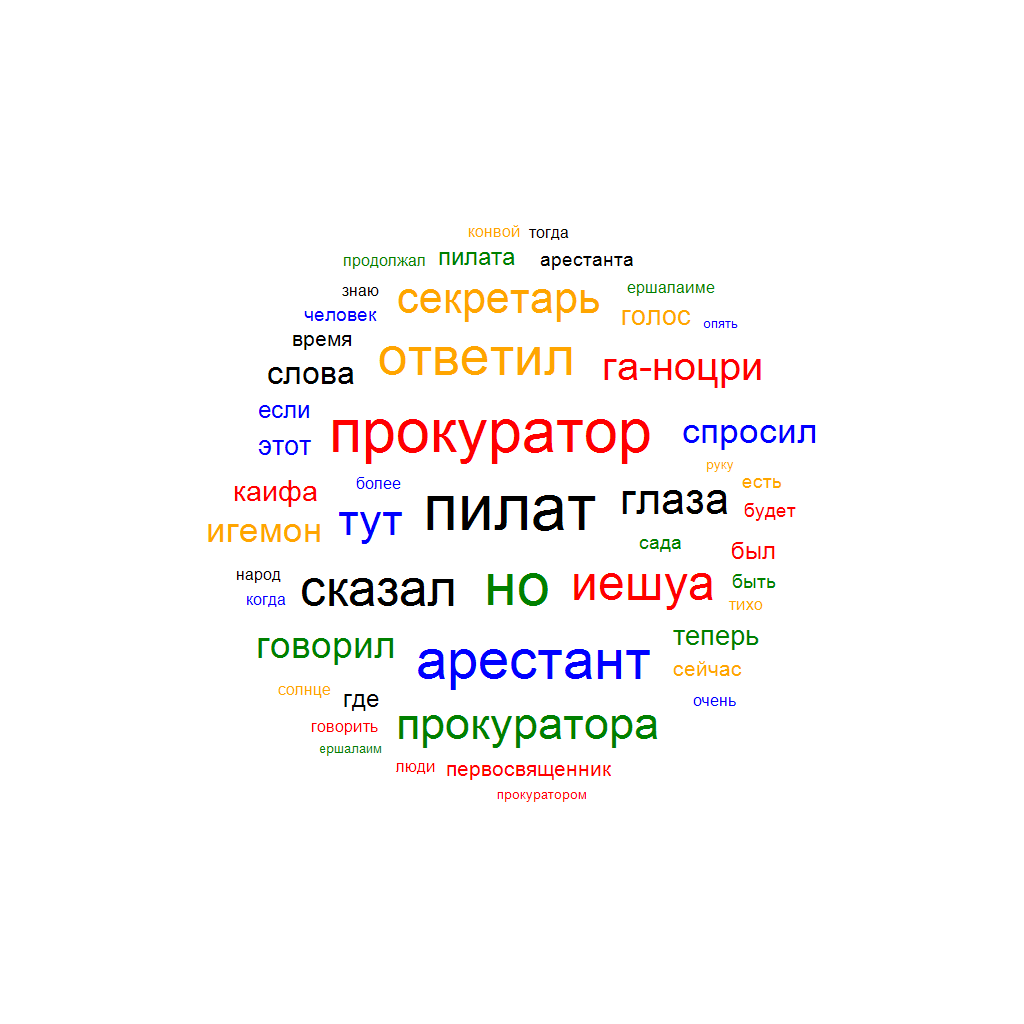 конвой тогда
продолжал пилата арестанта
знаю секретарь ершалаиме
человек голос опять
время ответил га-ноцри
слова
если прокуратор спросил
этот
руку
каифа более пилат глаза есть
игемон тут будет
сада был
народ сказал но иешуа быть
когда тихо
говорил арестант теперь
сейчас
солнце где очень
говорить прокуратора
ершалаим
люди первосвященник
прокуратором